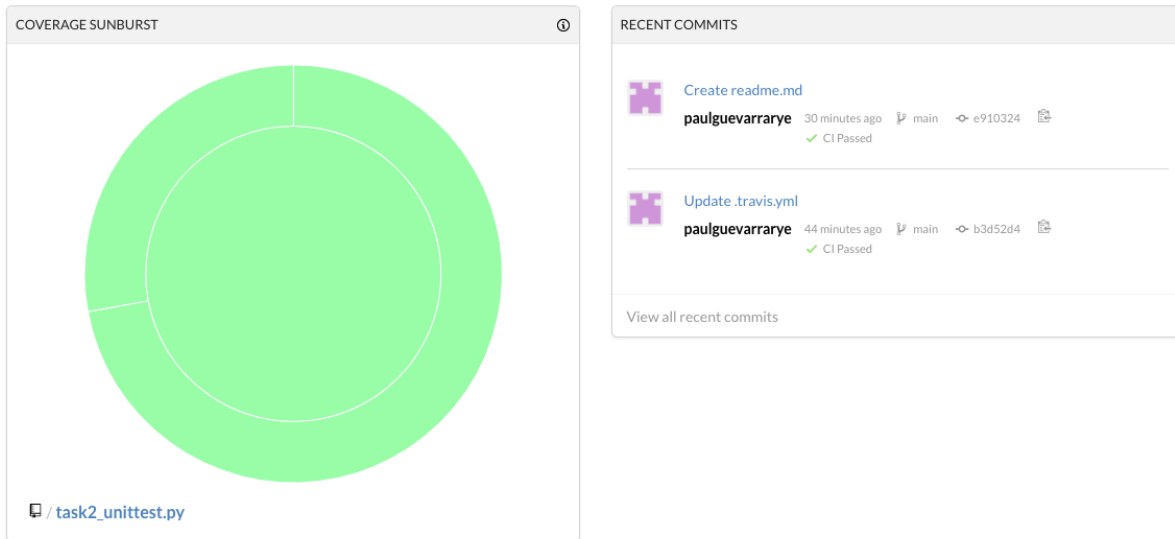 COVERAGE SUNBURST
/ task2_unittest.py
RECENT COMMITS
Create readme.md
paulguevarrarye 30 minutes ago main e910324
CI Passed
Update .travis.yml
paulguevarrarye 44 minutes ago main b3d52d4
CI Passed
View all recent commits